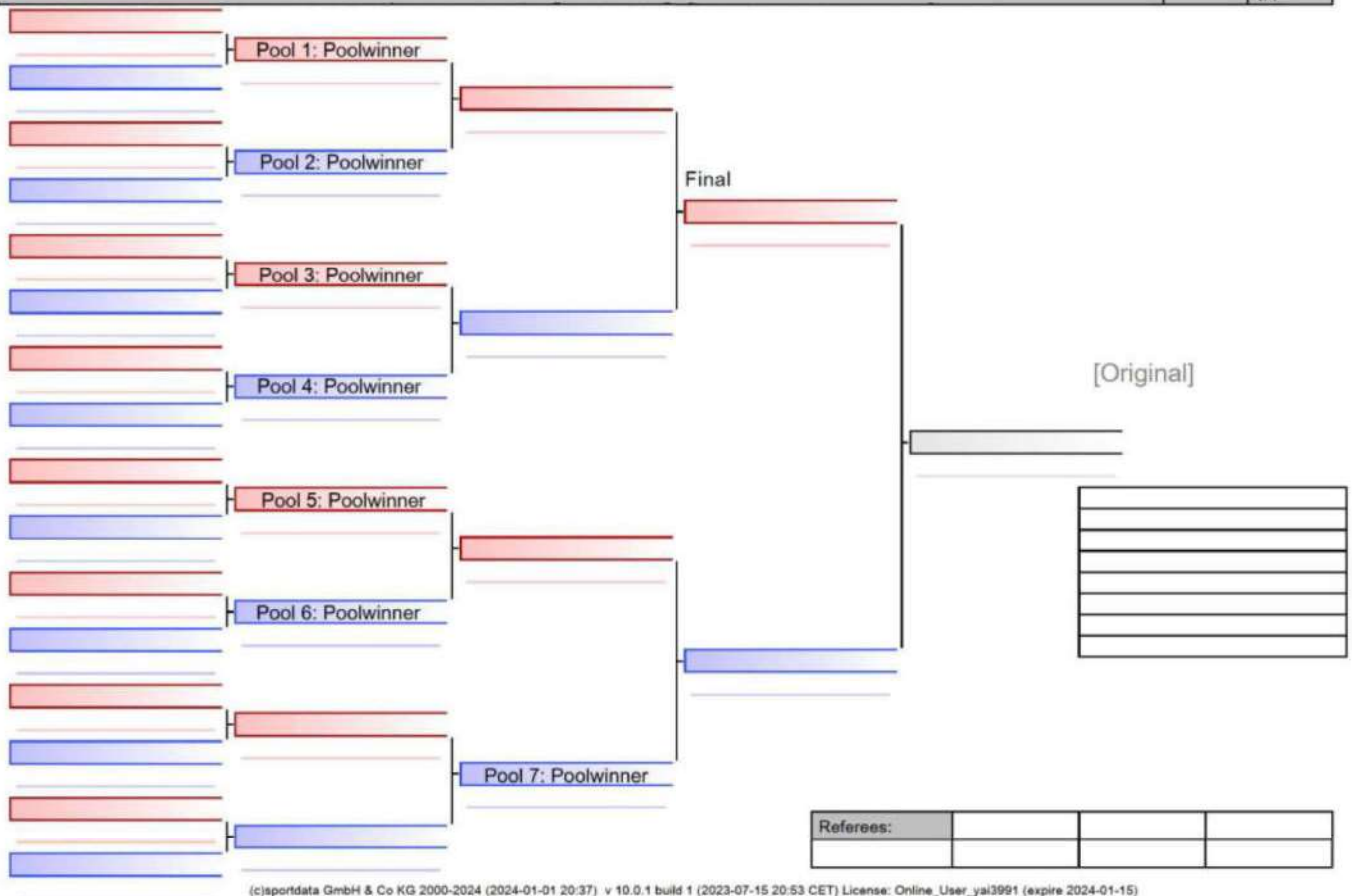 Pool 1: Poolwinner
Pool 2: Poolwinner
Final
Pool 3: Poolwinner
[Original]
Pool 4: Poolwinner
Pool 5: Poolwinner
Pool 6: Poolwinner
Pool 7: Poolwinner
Referees:
(c)sportdata GmbH & Co KG 2000-2024 (2024-01-01 20:37) v 10.0.1 build 1 (2023-07-15 20:53 CET) License: Online_User_yai3991 (expire 2024-01-15)